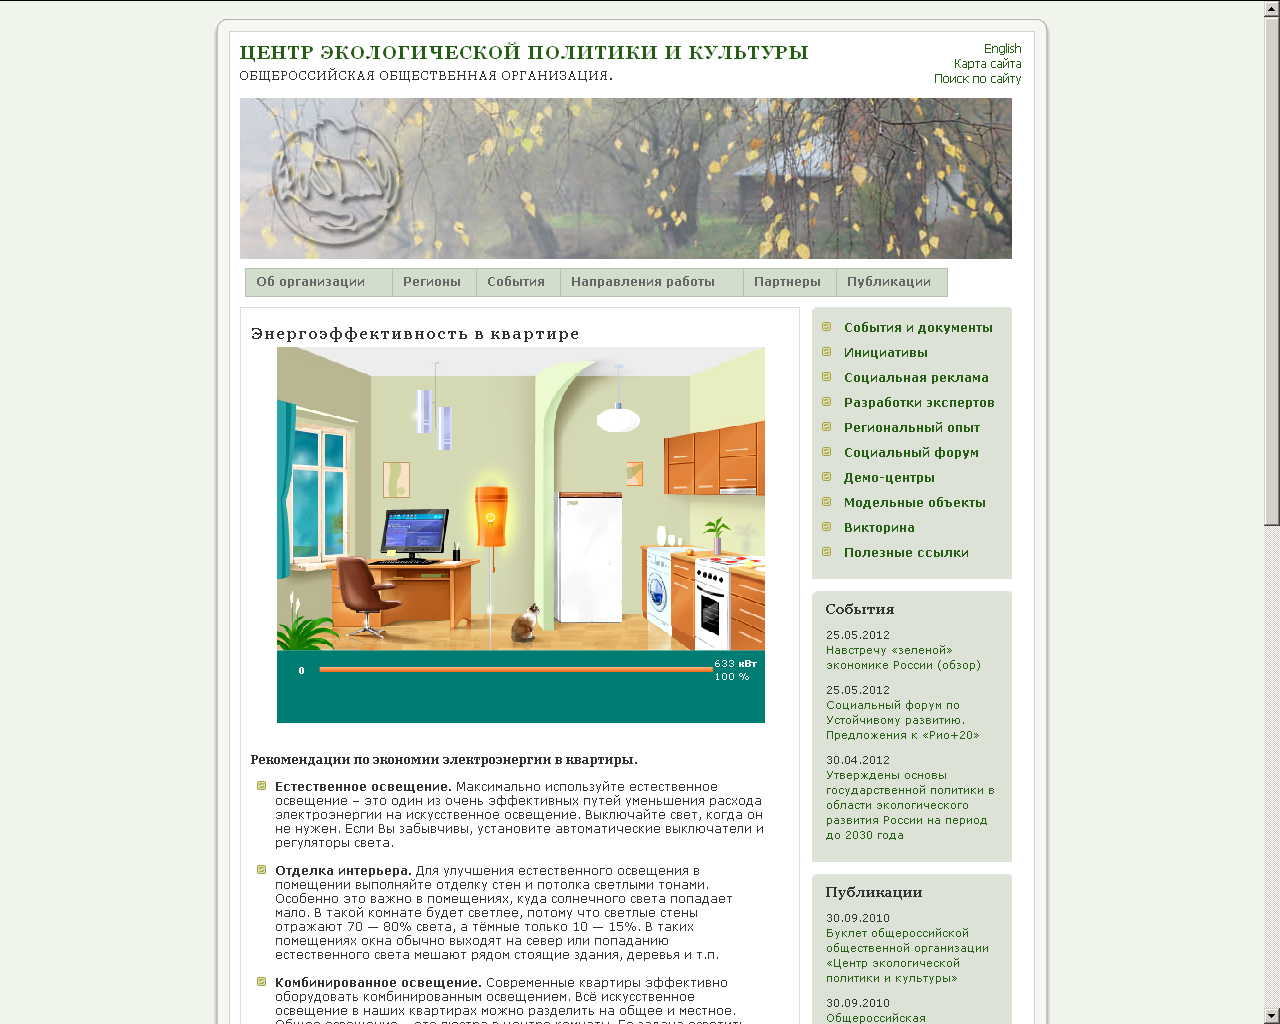 ЦЕНТР ЭКОЛОГИЧЕСКОЙ ПОЛИТИКИ И КУЛЬТУРЫ
ОБЩЕРОССИЙСКАЯ ОБЩЕСТВЕННАЯ ОРГАНИЗАЦИЯ.
English
Карта сайта
Поиск по сайту
Об организации
Регионы
События
Направления работы
Партнеры
Публикации
Энергоэффективность в квартире
0
633 кВт
100 %
Рекомендации по экономии электроэнергии в квартиры.
Естественное освещение. Максимально используйте естественное
освещение – это один из очень эффективных путей уменьшения расхода
электроэнергии на искусственное освещение. Выключайте свет, когда он
не нужен. Если Вы забывчивы, установите автоматические выключатели и
регуляторы света.
Отделка интерьера. Для улучшения естественного освещения в
помещении выполняйте отделку стен и потолка светлыми тонами.
Особенно это важно в помещениях, куда солнечного света попадает
мало. В такой комнате будет светлее, потому что светлые стены
отражают 70 — 80% света, а тёмные только 10 — 15%. В таких
помещениях окна обычно выходят на север или попаданию
естественного света мешают рядом стоящие здания, деревья и т.п.
Комбинированное освещение. Современные квартиры эффективно
оборудовать комбинированным освещением. Всё искусственное
освещение в наших квартирах можно разделить на общее и местное.
Общее освещение – это люстра в центре комнаты. Её задача осветить
События и документы
Инициативы
Социальная реклама
Разработки экспертов
Региональный опыт
Социальный форум
Демо-центры
Модельные объекты
Викторина
Полезные ссылки
События
25.05.2012
Навстречу «зеленой»
экономике России (обзор)
25.05.2012
Социальный форум по
Устойчивому развитию.
Предложения к «Рио+20»
30.04.2012
Утверждены основы
государственной политики в
области экологического
развития России на период
до 2030 года
Публикации
30.09.2010
Буклет общероссийской
общественной организации
«Центр экологической
политики и культуры»
30.09.2010
Общероссийская